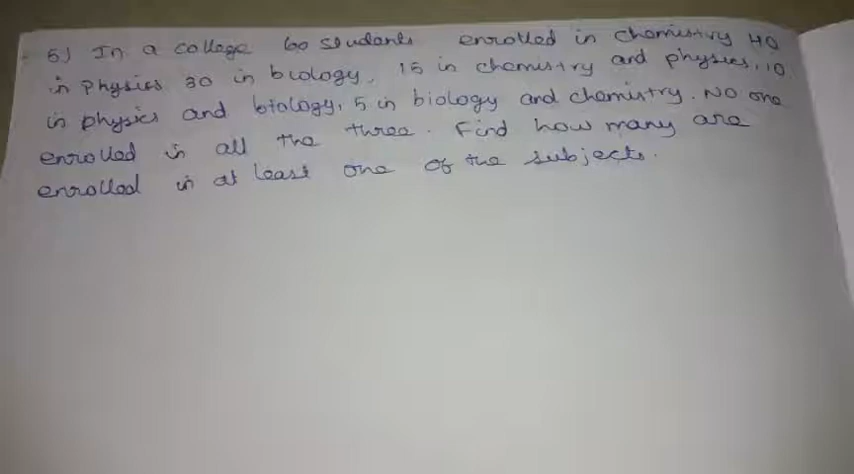 5) In a college 60 students enrolled in chemistry 40
in physics 30 in biology, 15 in chemistry and physics, 10
in physics and biology, 5 in biology and chemistry. No one
enrolled in all the three. Find how many are
enrolled in at least one of the subjects.